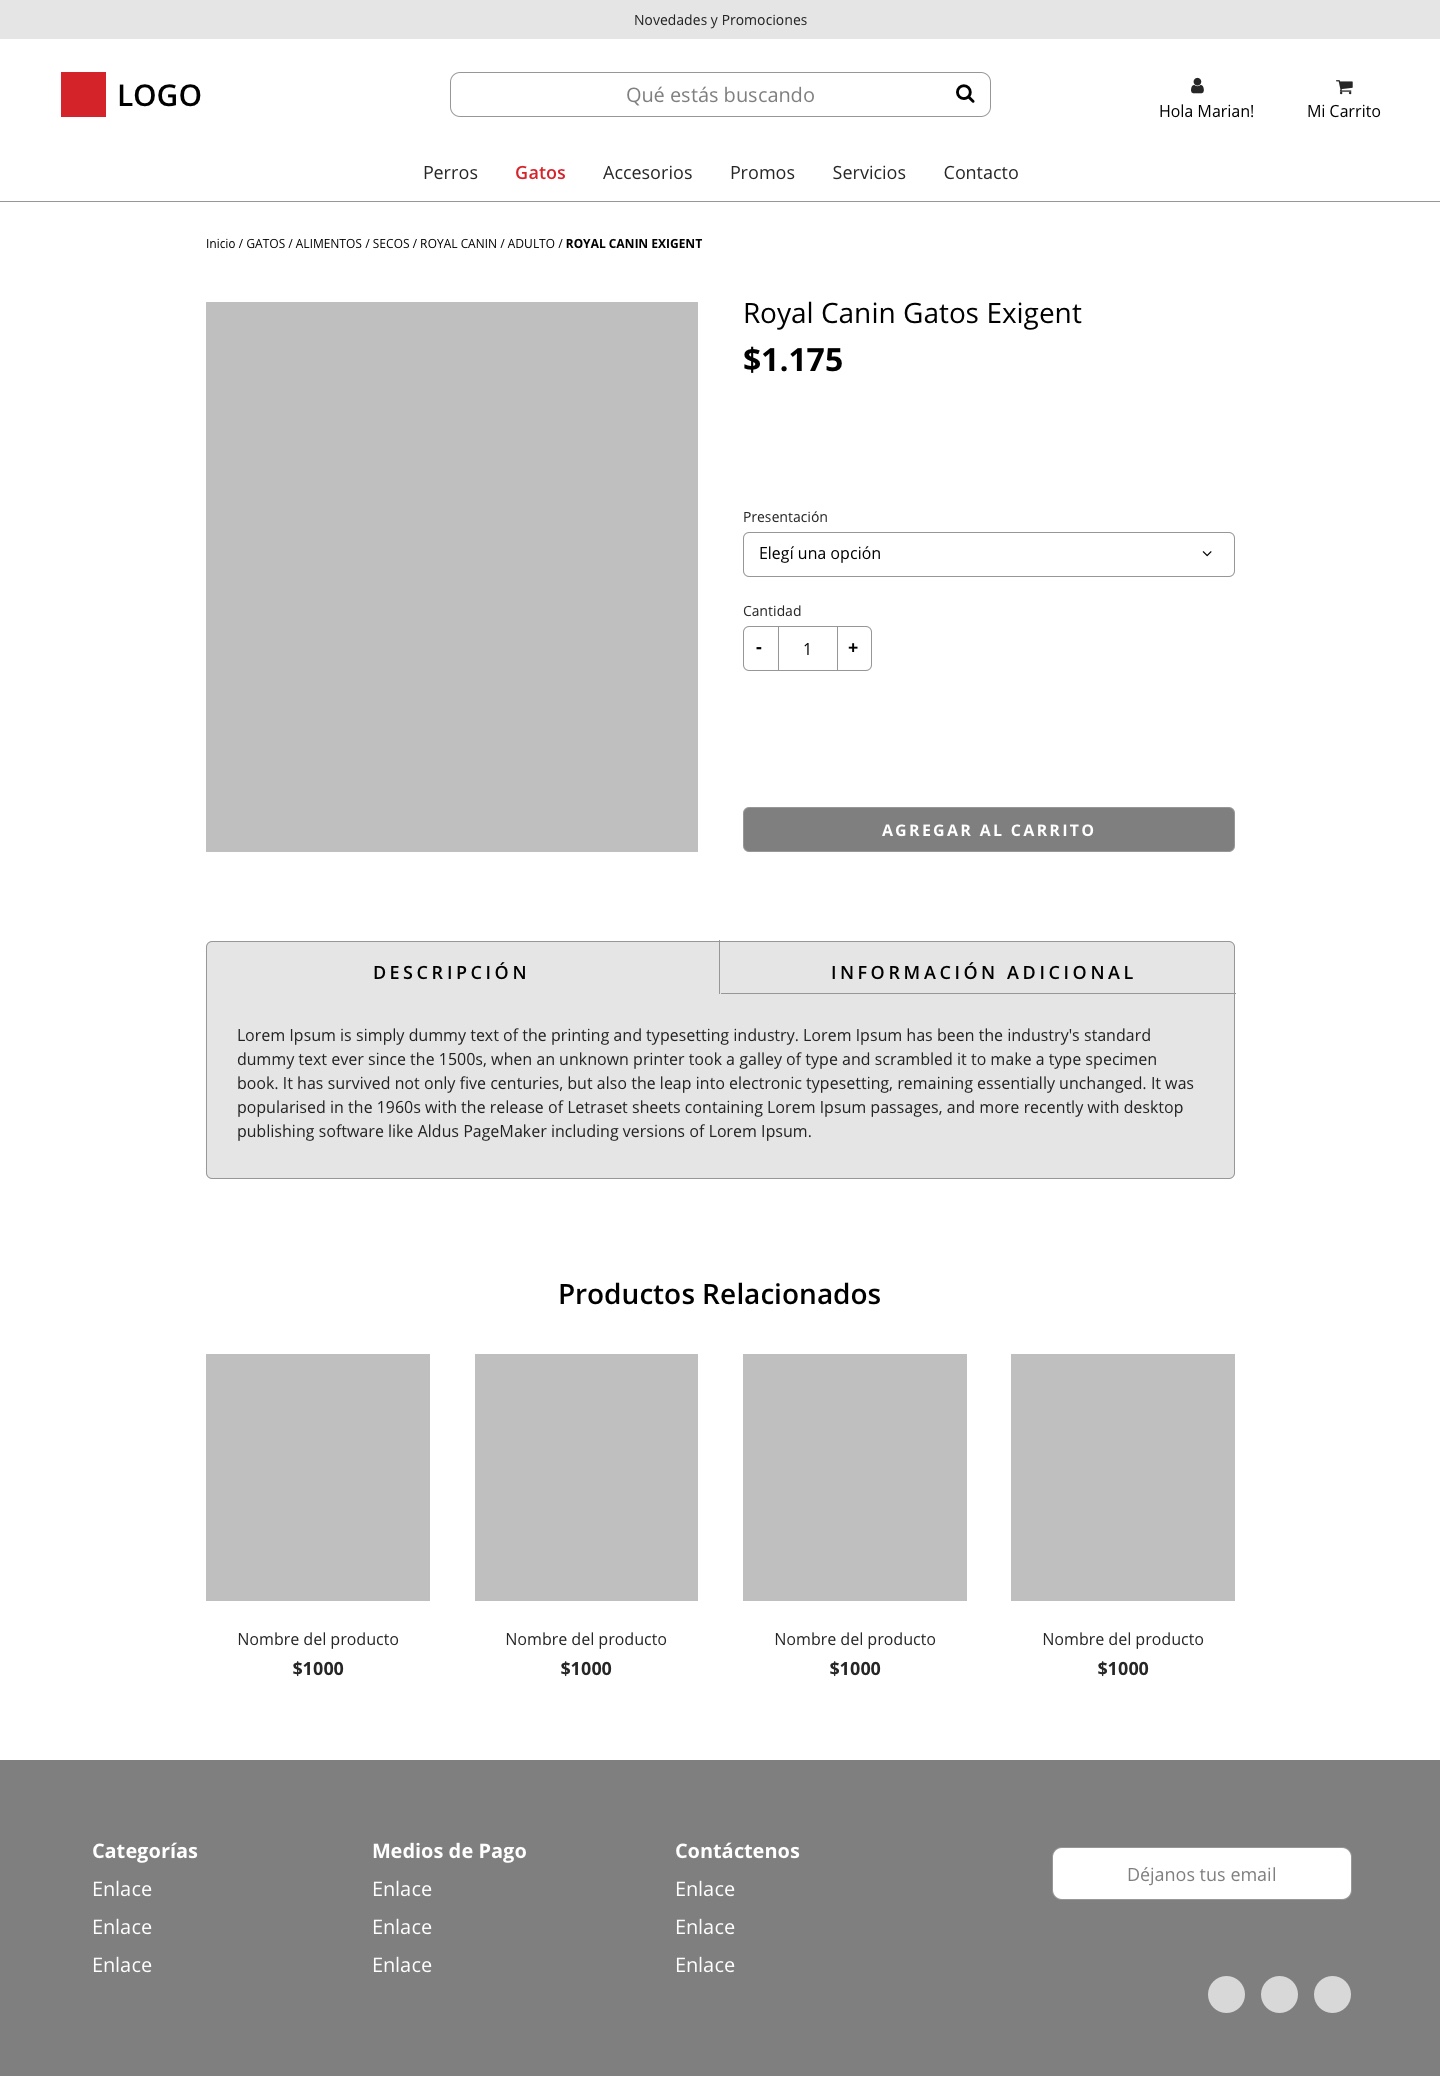 Novedades y Promociones
LOGO
Qué estás buscando
Hola Marian!
Mi Carrito
Perros Gatos Accesorios Promos Servicios Contacto
Inicio / GATOS / ALIMENTOS / SECOS / ROYAL CANIN / ADULTO / ROYAL CANIN EXIGENT
Royal Canin Gatos Exigent
$1.175
Presentación
Elegí una opción
Cantidad
- 1 +
AGREGAR AL CARRITO
DESCRIPCIÓN
INFORMACIÓN ADICIONAL
Lorem Ipsum is simply dummy text of the printing and typesetting industry. Lorem Ipsum has been the industry's standard
dummy text ever since the 1500s, when an unknown printer took a galley of type and scrambled it to make a type specimen
book. It has survived not only five centuries, but also the leap into electronic typesetting, remaining essentially unchanged. It was
popularised in the 1960s with the release of Letraset sheets containing Lorem Ipsum passages, and more recently with desktop
publishing software like Aldus PageMaker including versions of Lorem Ipsum.
Productos Relacionados
Nombre del producto
$1000
Nombre del producto
$1000
Nombre del producto
$1000
Nombre del producto
$1000
Categorías
Enlace
Enlace
Enlace
Medios de Pago
Enlace
Enlace
Enlace
Contáctenos
Enlace
Enlace
Enlace
Déjanos tus email